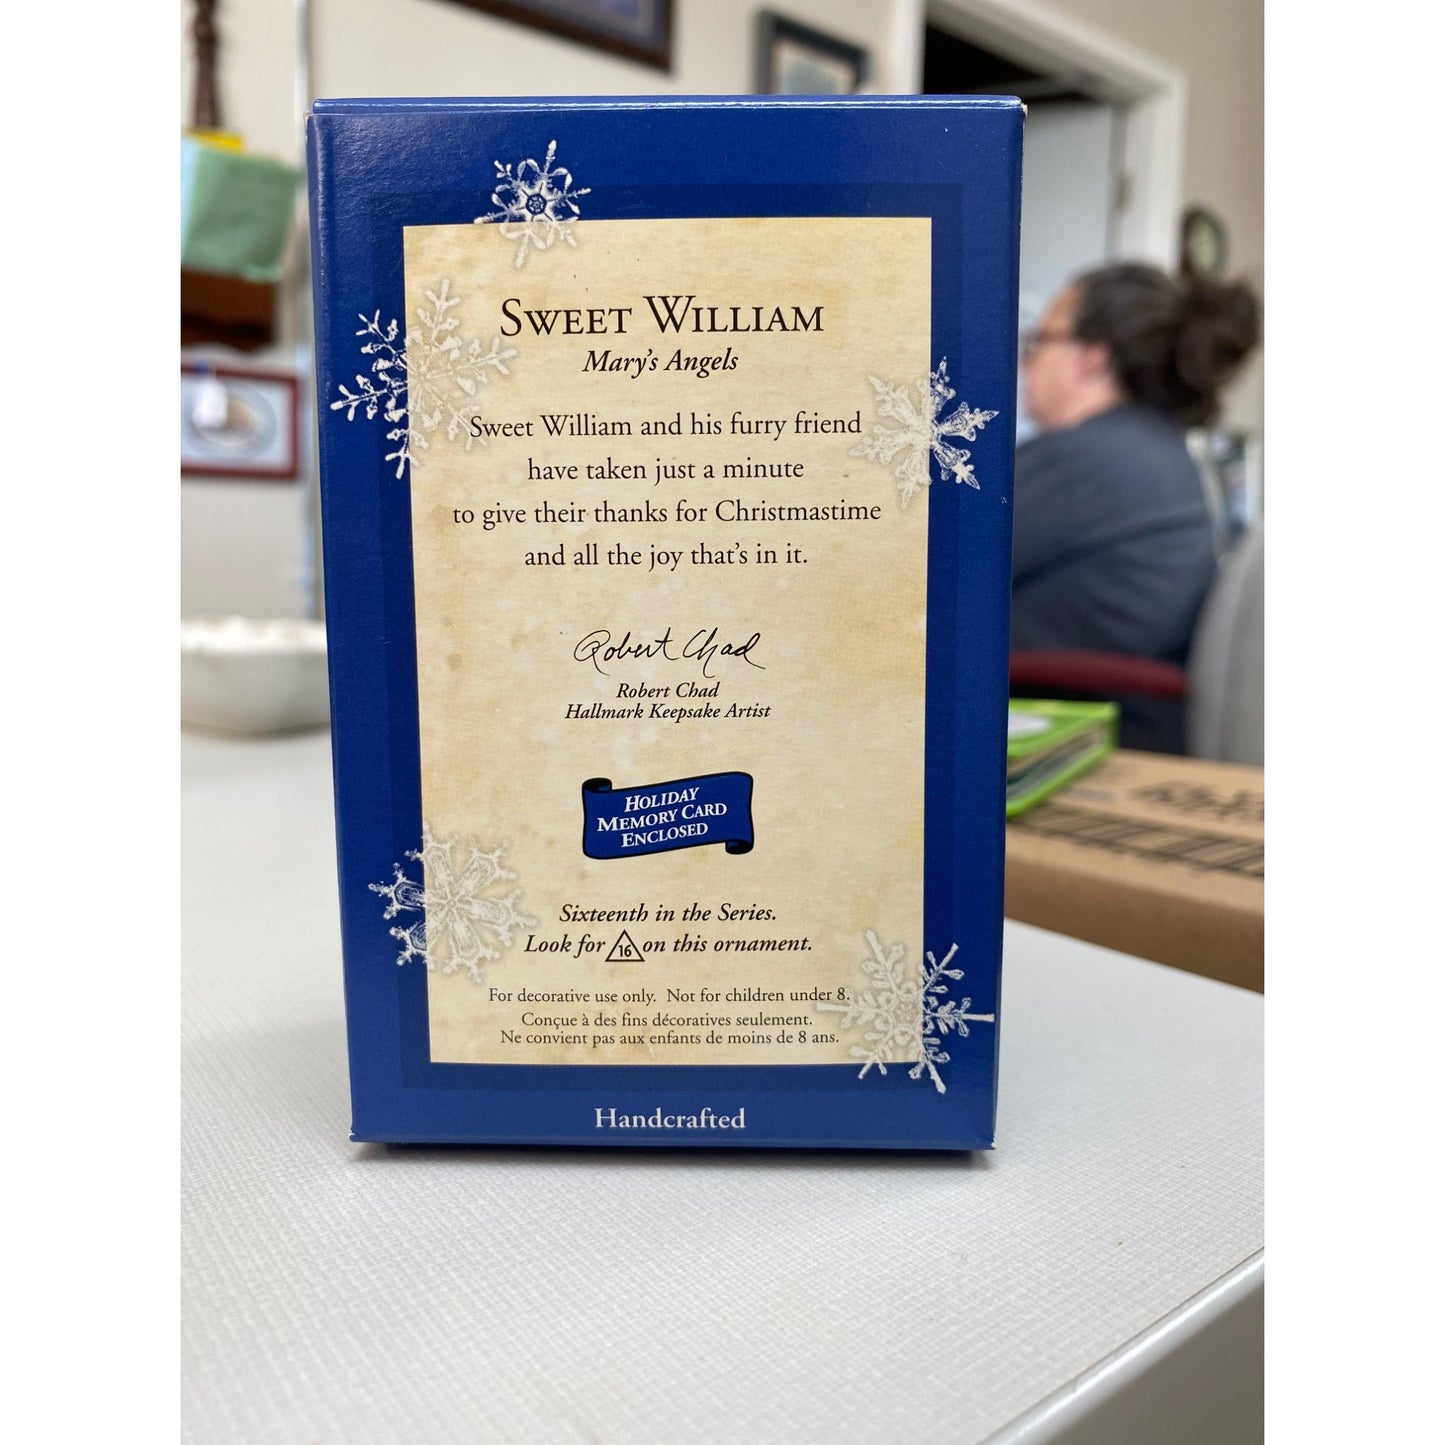 SWEET WILLIAM
Mary's Angels
Sweet William and his furry friend
have taken just a minute
to give their thanks for Christmastime
and all the joy that's in it.
Robert Chad
Robert Chad
Hallmark Keepsake Artist
HOLIDAY
MEMORY CARD
ENCLOSED
Sixteenth in the Series.
Look for 16 on this ornament.
For decorative use only. Not for children under 8.
Conçue à des fins décoratives seulement.
Ne convient pas aux enfants de moins de 8 ans.
Handcrafted